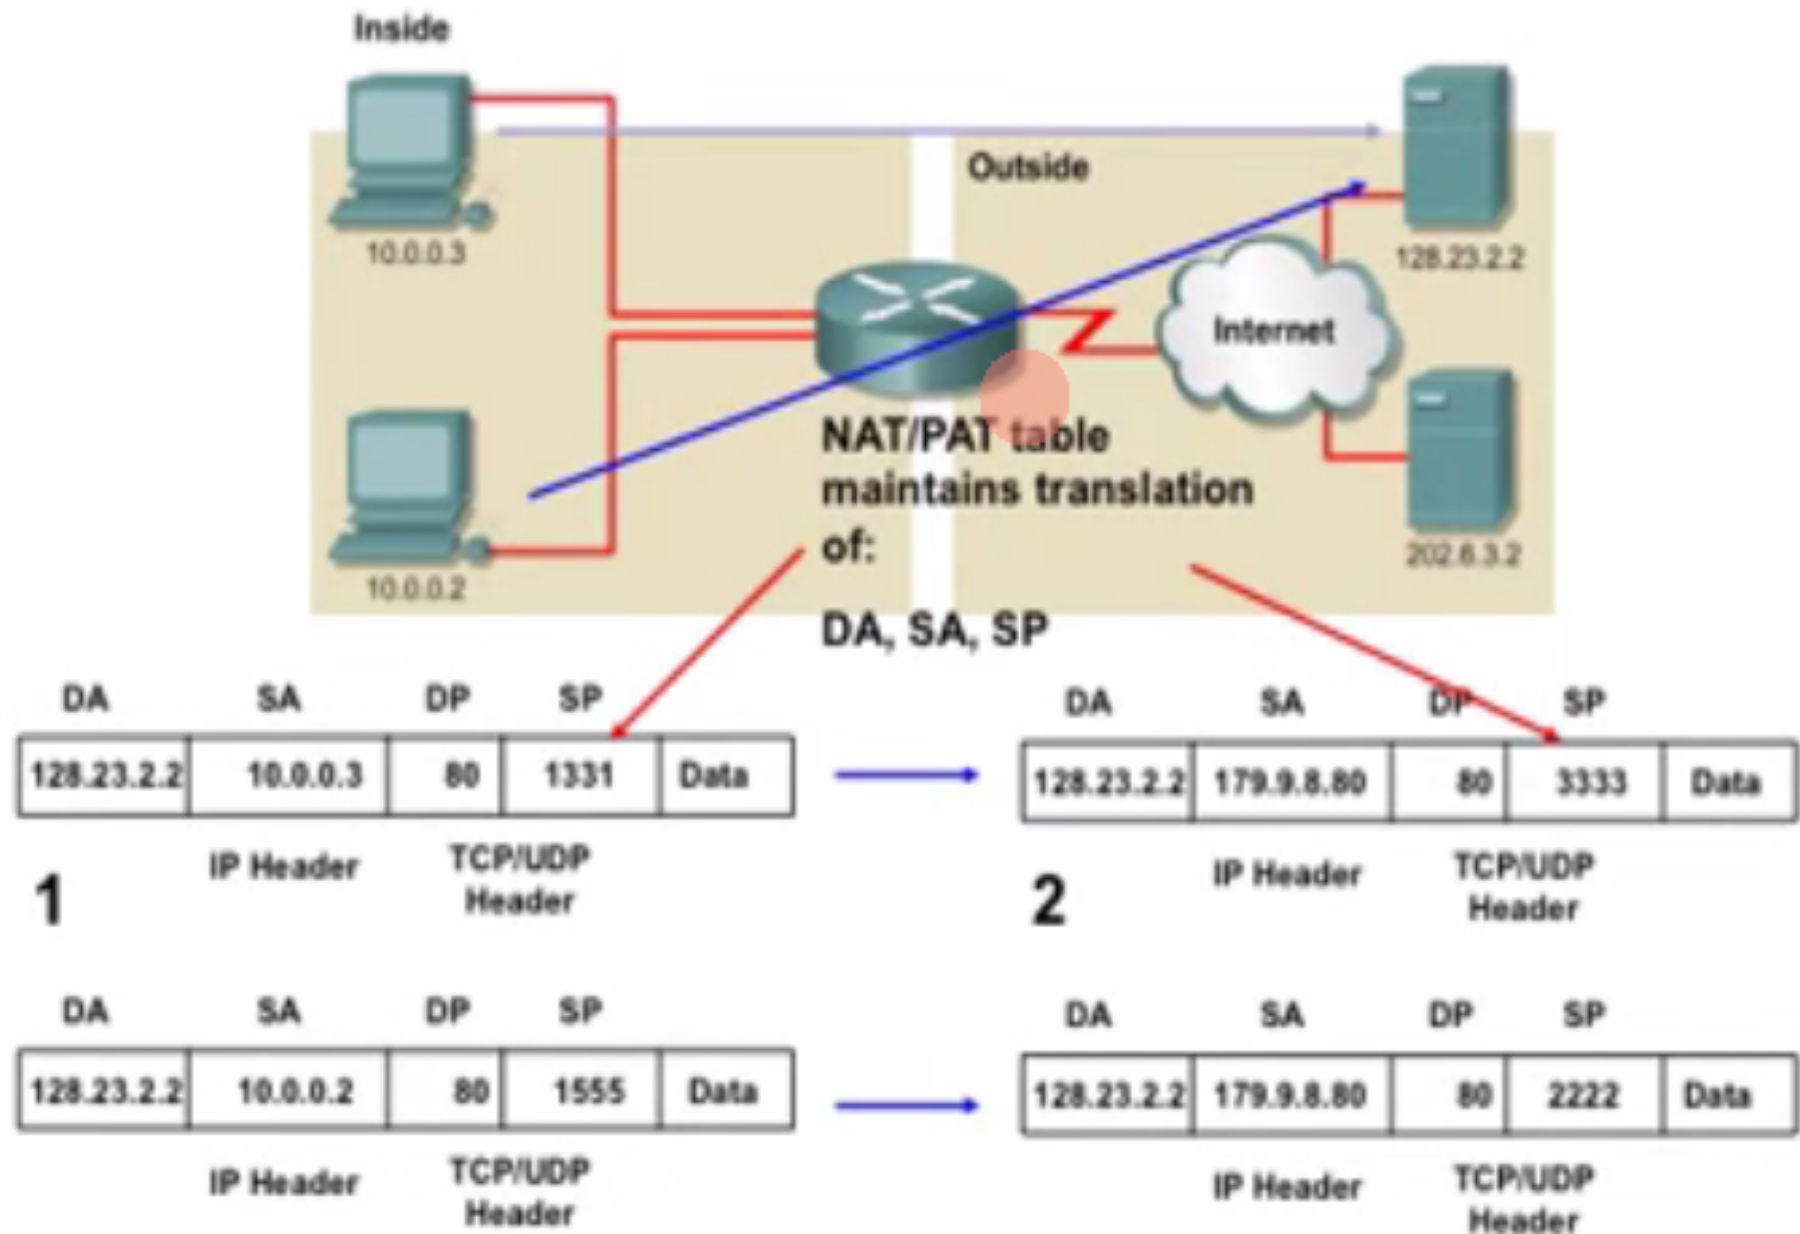 Inside
Outside
10.0.0.3
128.23.2.2
Internet
NAT/PAT table
maintains translation
of:
10.0.0.2
202.6.3.2
DA, SA, SP
DA SA DP SP
128.23.2.2 10.0.0.3 80 1331 Data
IP Header TCP/UDP
Header
1
DA SA DP SP
128.23.2.2 179.9.8.80 80 3333 Data
IP Header TCP/UDP
Header
2
DA SA DP SP
128.23.2.2 10.0.0.2 80 1555 Data
IP Header TCP/UDP
Header
DA SA DP SP
128.23.2.2 179.9.8.80 80 2222 Data
IP Header TCP/UDP
Header